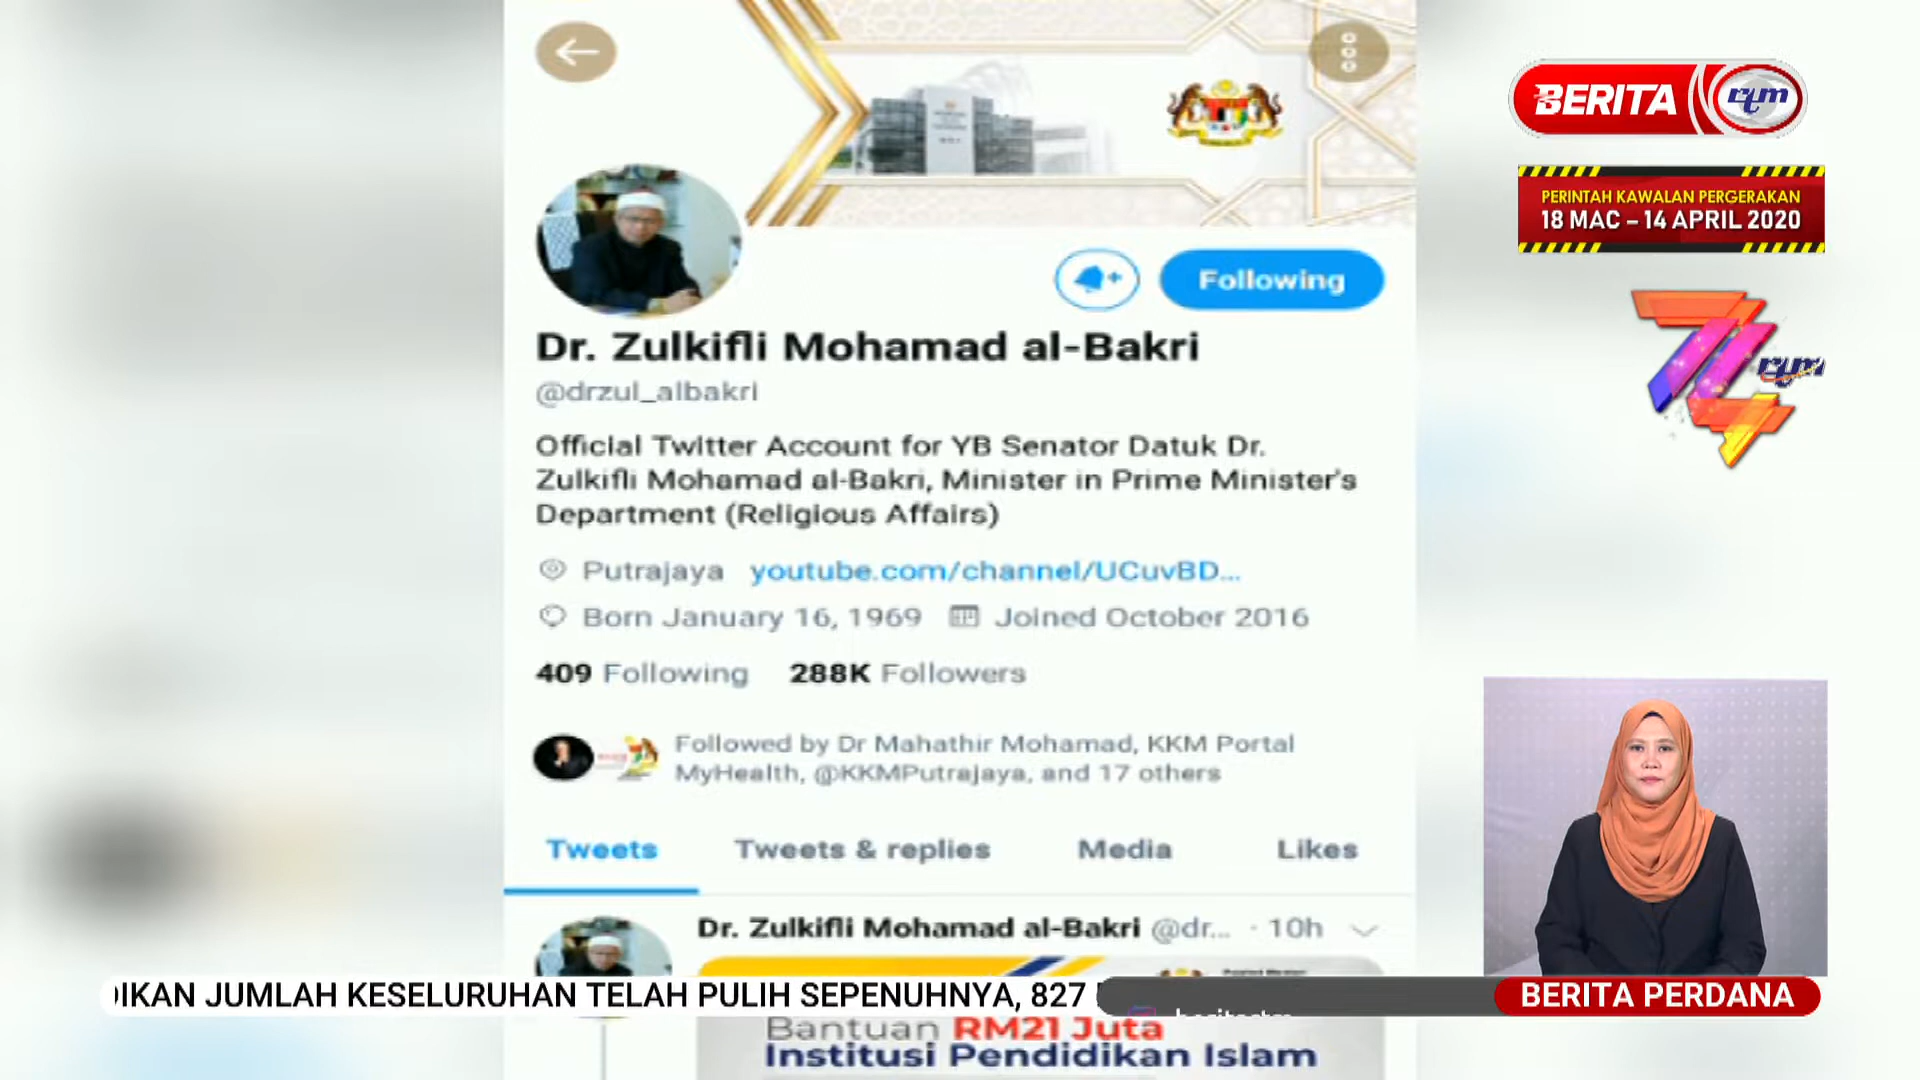 Following
Dr. Zulkifli Mohamad al-Bakri
@drzul_albakri
Official Twitter Account for YB Senator Datuk Dr.
Zulkifli Mohamad al-Bakri, Minister in Prime Minister's
Department (Religious Affairs)
Putrajaya youtube.com/channel/UCuvBD...
Born January 16, 1969 Joined October 2016
409 Following 288K Followers
Followed by Dr Mahathir Mohamad, KKM Portal
MyHealth, @KKMPutrajaya, and 17 others
Tweets Tweets & replies Media Likes
Dr. Zulkifli Mohamad al-Bakri @dr... · 10h
Bantuan RM21 Juta
Institusi Pendidikan Islam
BERITA rtm
PERINTAH KAWALAN PERGERAKAN
18 MAC – 14 APRIL 2020
74 rtm
DIKAN JUMLAH KESELURUHAN TELAH PULIH SEPENUHNYA, 827
BERITA PERDANA